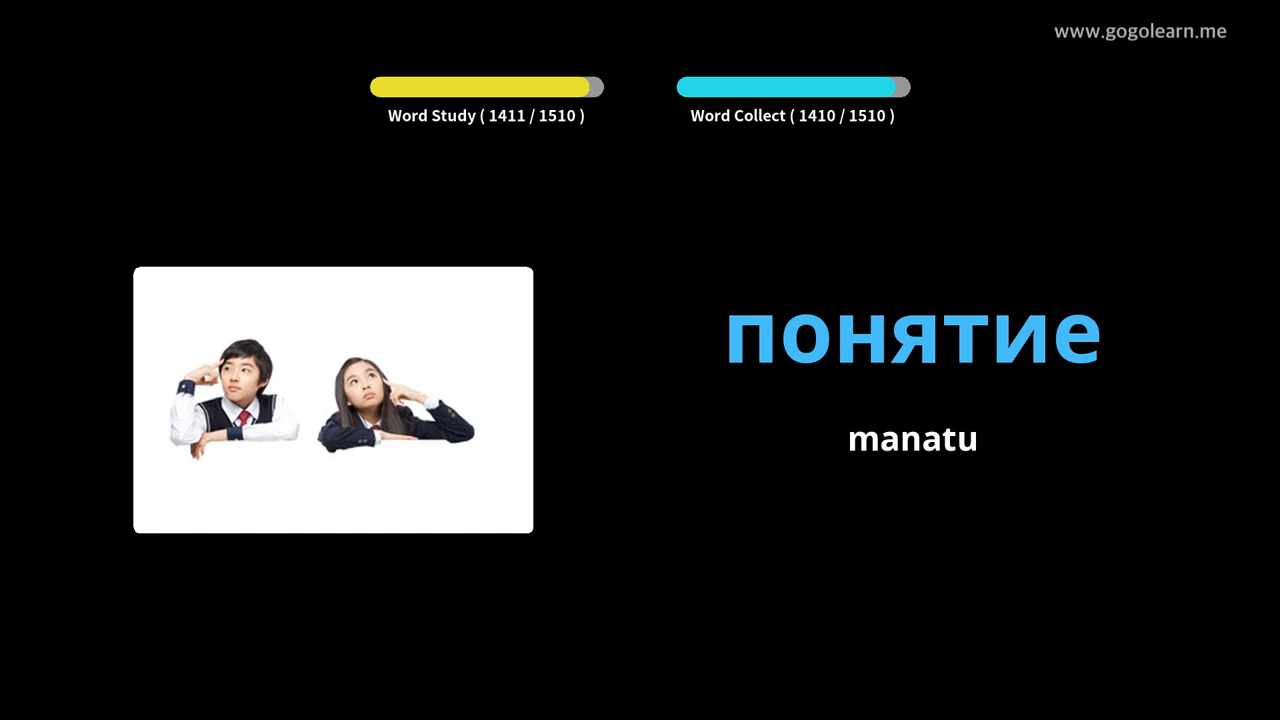 www.gogolearn.me
Word Study ( 1411 / 1510 )
Word Collect ( 1410 / 1510 )
понятие
manatu